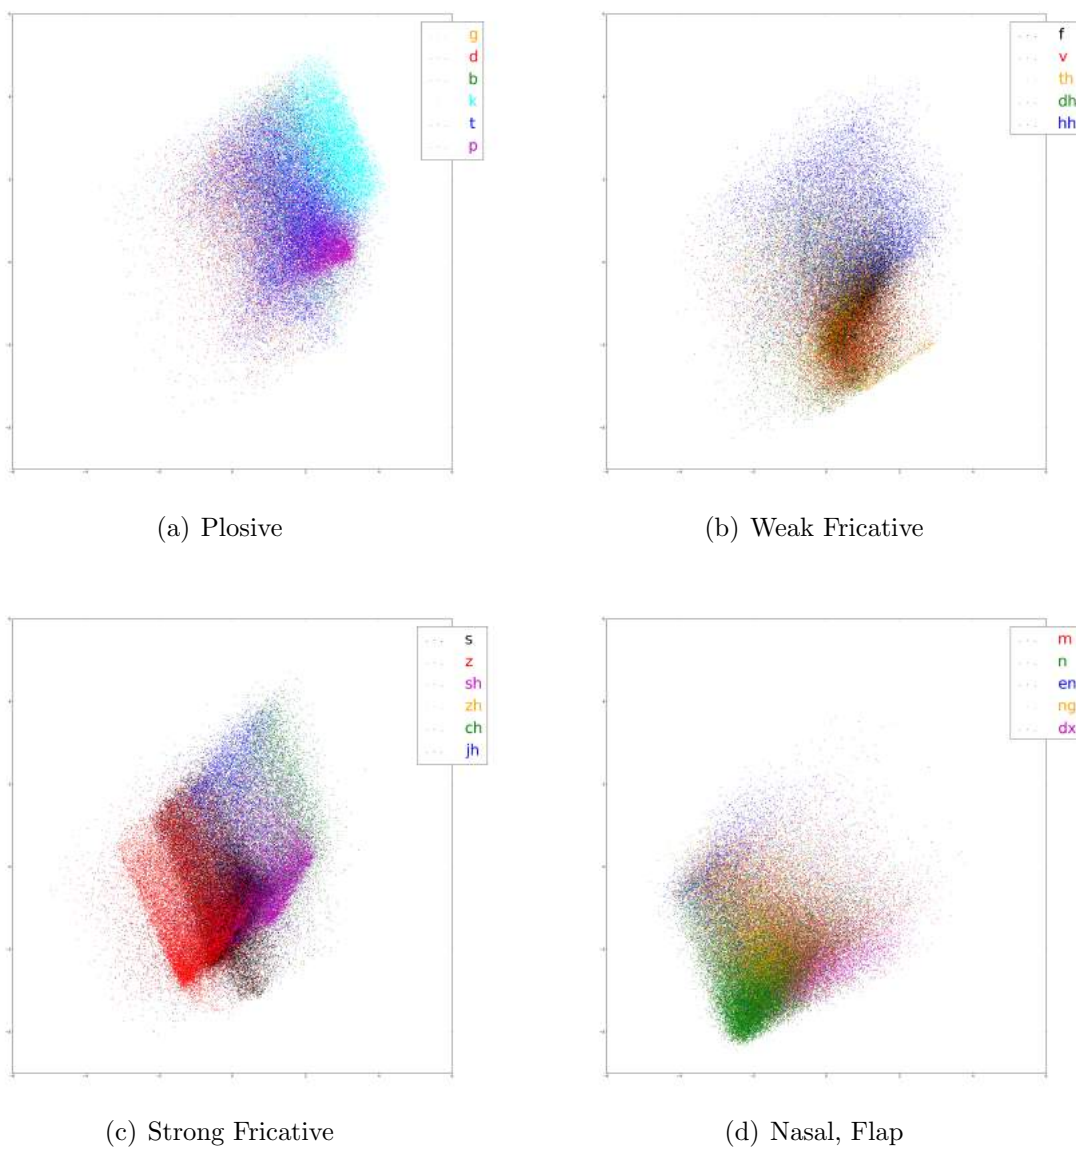 g
d
b
k
t
p
(a) Plosive
f
v
th
dh
hh
(b) Weak Fricative
s
z
sh
zh
ch
jh
(c) Strong Fricative
m
n
en
ng
dx
(d) Nasal, Flap